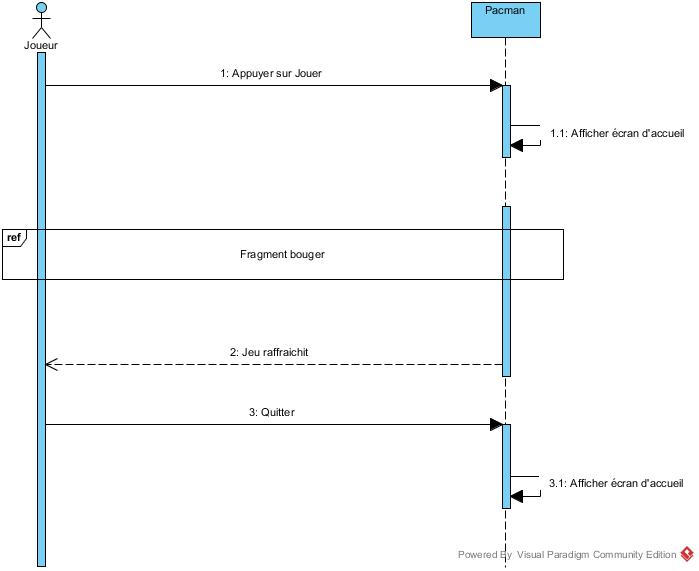 Joueur
Pacman
1: Appuyer sur Jouer
1.1: Afficher écran d'accueil
ref
Fragment bouger
2: Jeu raffraichit
3: Quitter
3.1: Afficher écran d'accueil
Powered By Visual Paradigm Community Edition